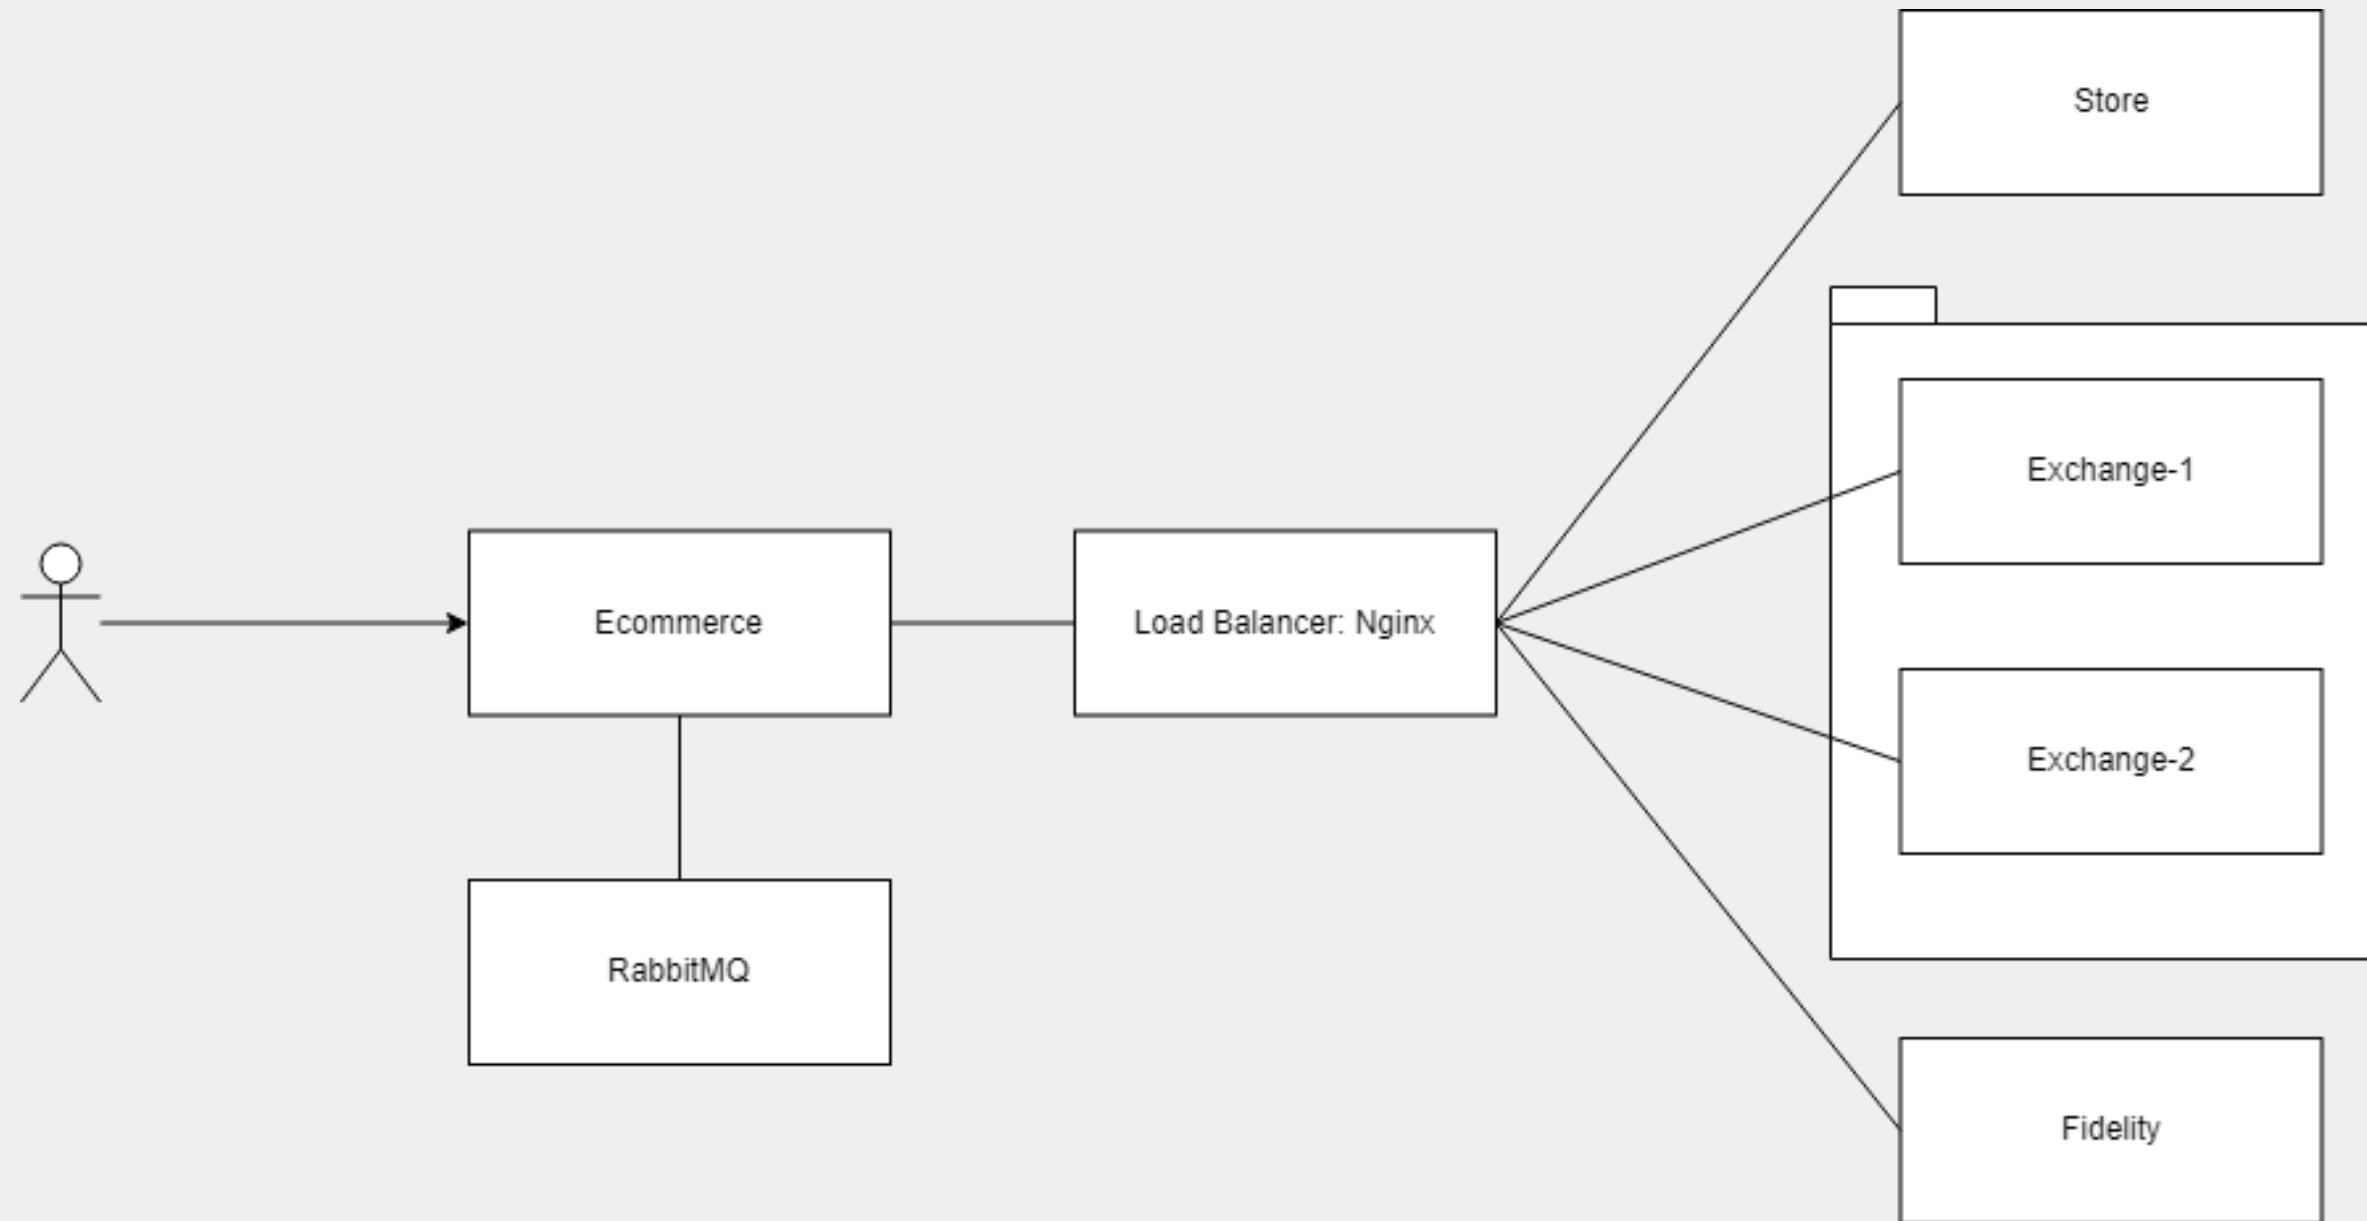 Store
Exchange-1
Ecommerce
Load Balancer: Nginx
Exchange-2
RabbitMQ
Fidelity